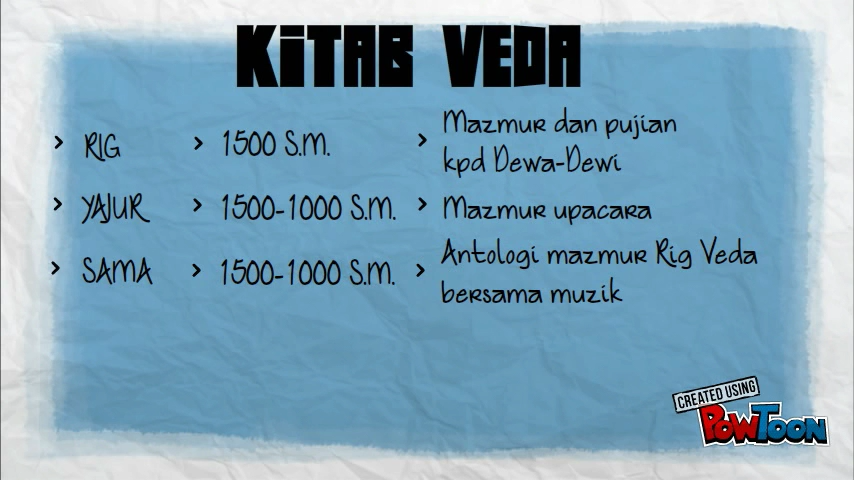 KITAB VEDA
> RIG > 1500 S.M. > Mazmur dan pujian
kpd Dewa-Dewi
> YAJUR > 1500-1000 S.M. > Mazmur upacara
> SAMA > 1500-1000 S.M. > Antologi mazmur Rig Veda
bersama muzik
CREATED USING
POWTOON